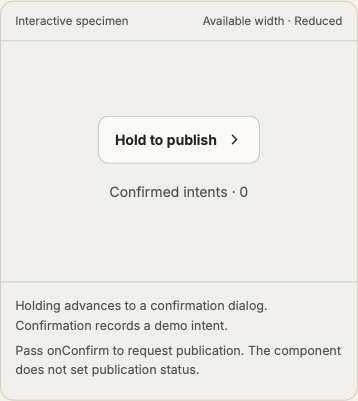 Interactive specimen
Available width · Reduced
Hold to publish
Confirmed intents · 0
Holding advances to a confirmation dialog.
Confirmation records a demo intent.
Pass onConfirm to request publication. The component
does not set publication status.